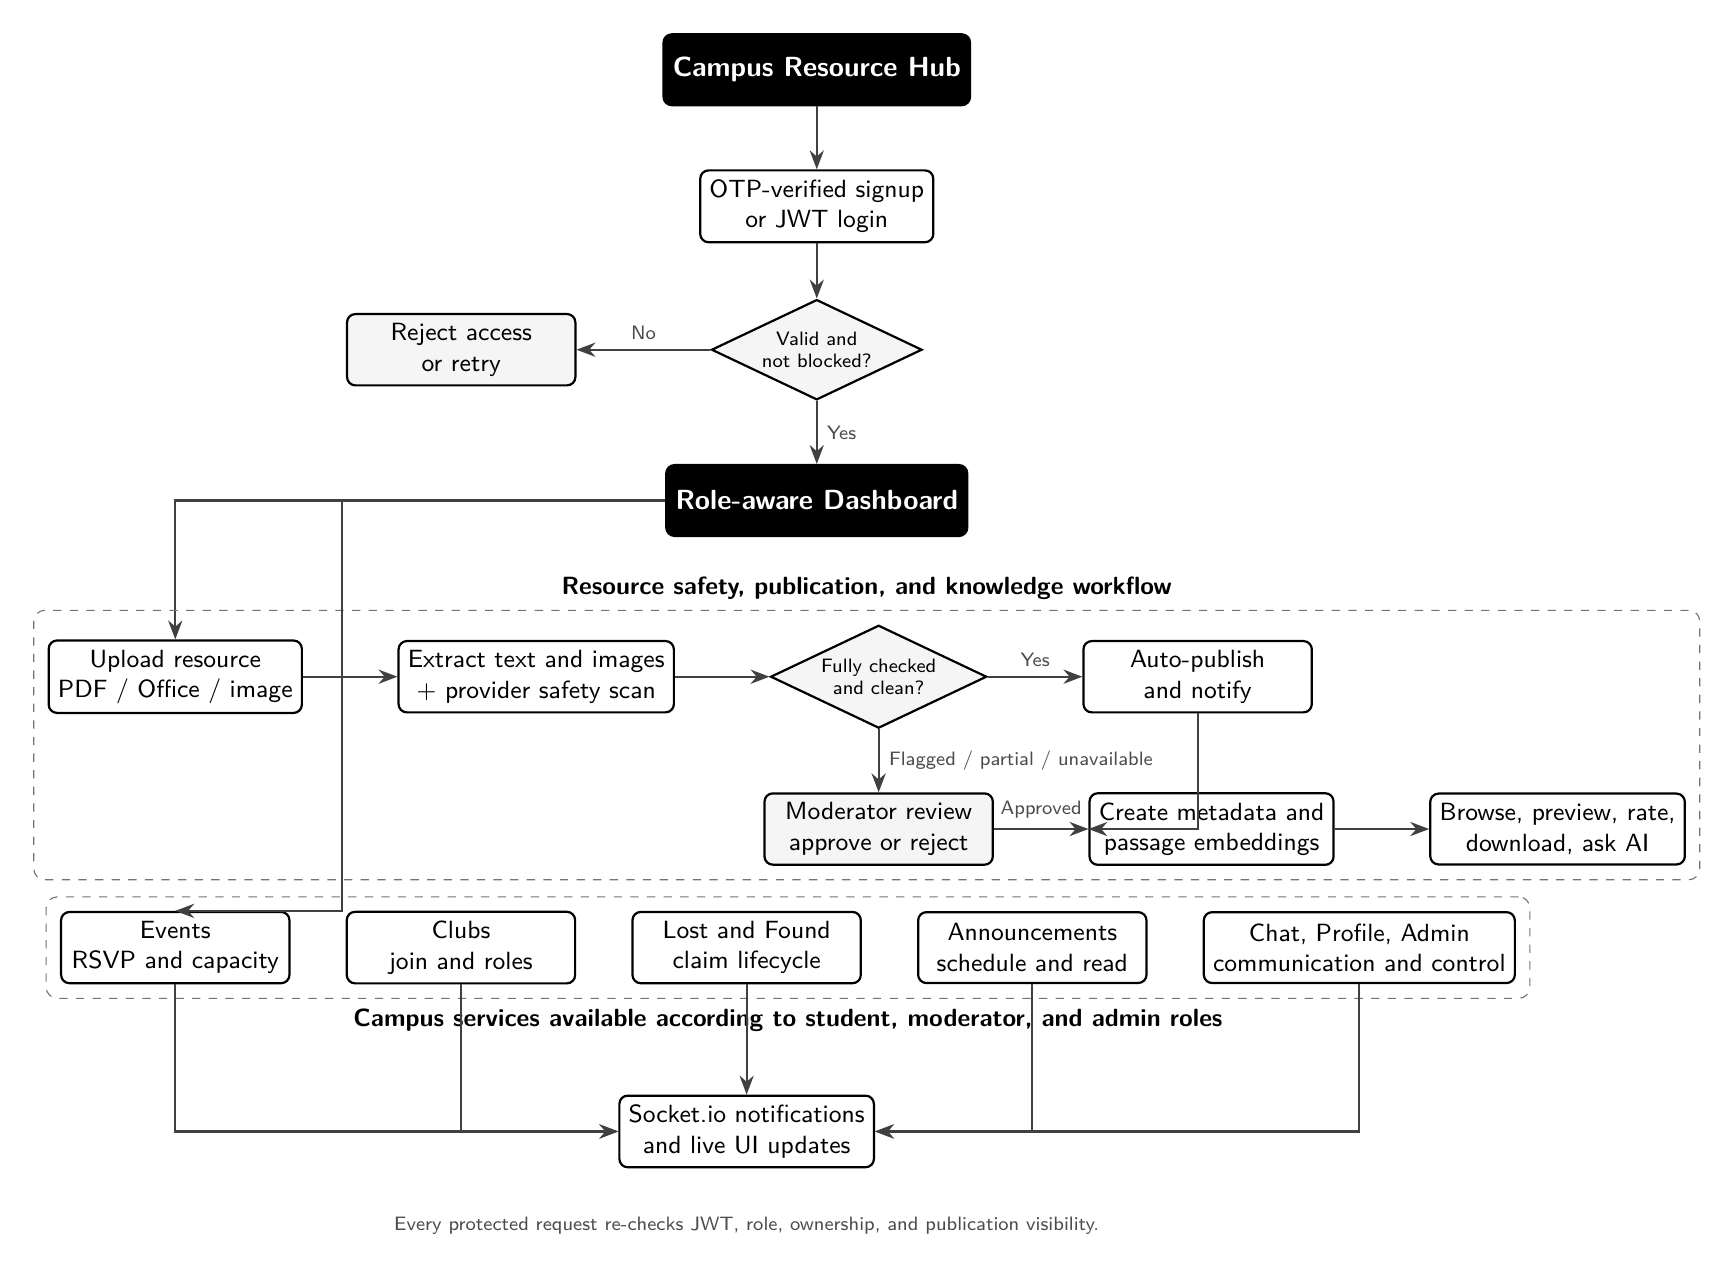 Campus Resource Hub
OTP-verified signup
or JWT login
Valid and
not blocked?
No
Reject access
or retry
Yes
Role-aware Dashboard
Resource safety, publication, and knowledge workflow
Upload resource
PDF / Office / image
Extract text and images
+ provider safety scan
Fully checked
and clean?
Yes
Auto-publish
and notify
Flagged / partial / unavailable
Moderator review
approve or reject
Approved
Create metadata and
passage embeddings
Browse, preview, rate,
download, ask AI
Events
RSVP and capacity
Clubs
join and roles
Lost and Found
claim lifecycle
Announcements
schedule and read
Chat, Profile, Admin
communication and control
Campus services available according to student, moderator, and admin roles
Socket.io notifications
and live UI updates
Every protected request re-checks JWT, role, ownership, and publication visibility.